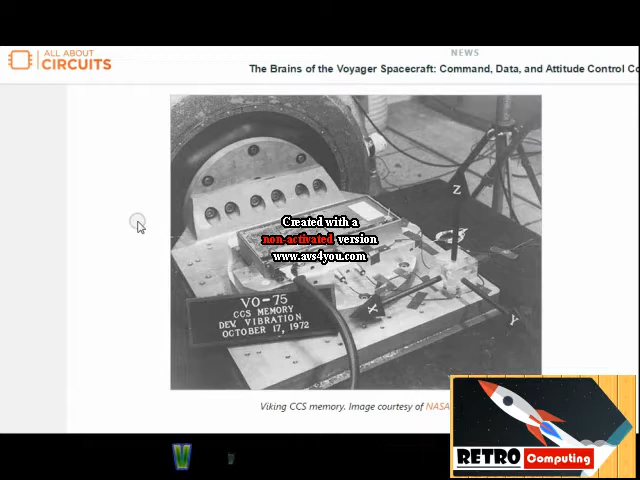 NEWS
ALL ABOUT
CIRCUITS
The Brains of the Voyager Spacecraft: Command, Data, and Attitude Control Co
Z
Created with a
non-activated version
www.avs4you.com
VO-75
CCS MEMORY
DEV. VIBRATION
OCTOBER 17, 1972
X
Y
Viking CCS memory. Image courtesy of NASA
RETRO Computing
V
V